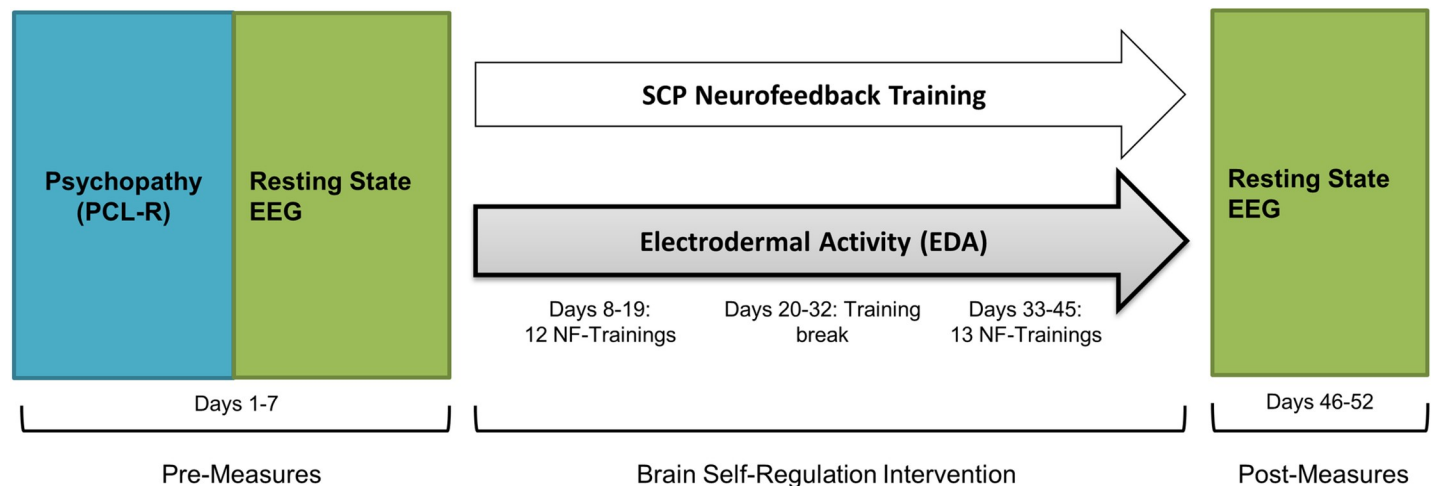 Psychopathy
(PCL-R)
Resting State
EEG
SCP Neurofeedback Training
Electrodermal Activity (EDA)
Days 8-19:
12 NF-Trainings
Days 20-32: Training
break
Days 33-45:
13 NF-Trainings
Resting State
EEG
Days 1-7
Days 46-52
Pre-Measures
Brain Self-Regulation Intervention
Post-Measures